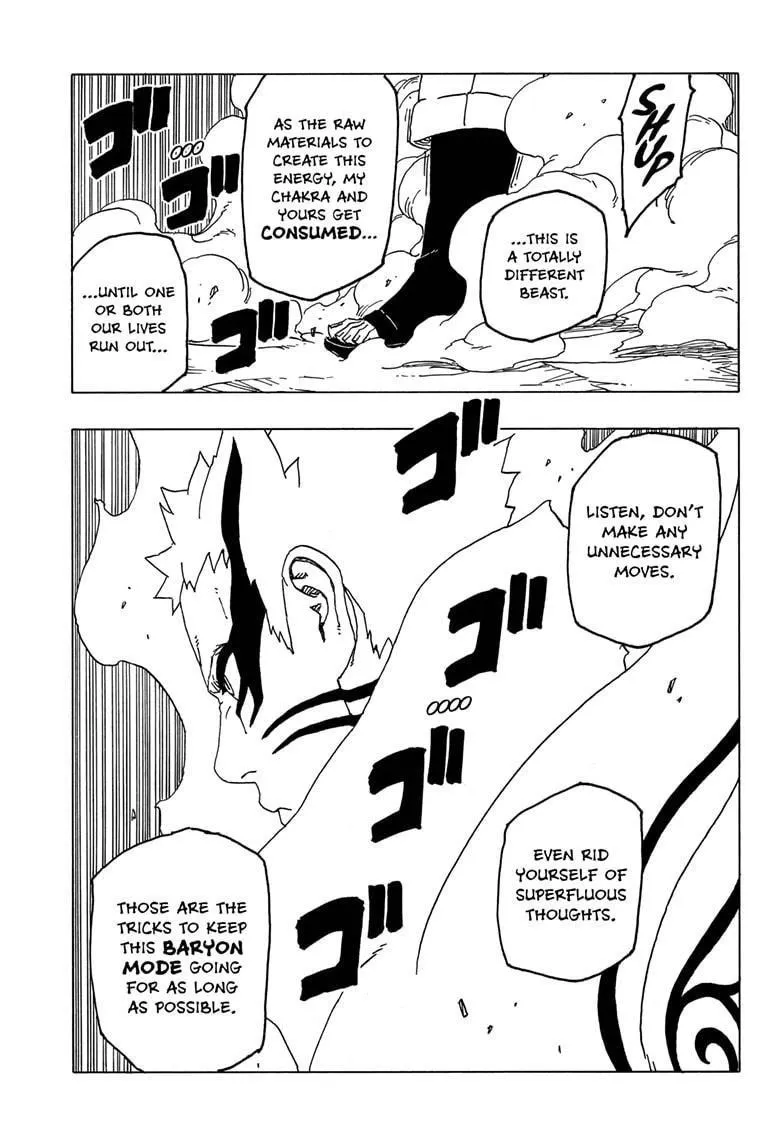 SHUP
...THIS IS
A TOTALLY
DIFFERENT
BEAST.
AS THE RAW
MATERIALS TO
CREATE THIS
ENERGY, MY
CHAKRA AND
YOURS GET
CONSUMED...
ゴ
ooo
ゴ
ゴ
...UNTIL ONE
OR BOTH
OUR LIVES
RUN OUT...
LISTEN, DON'T
MAKE ANY
UNNECESSARY
MOVES.
ゴ
ゴ
oooo
ゴ
ゴ
EVEN RID
YOURSELF OF
SUPERFLUOUS
THOUGHTS.
THOSE ARE THE
TRICKS TO KEEP
THIS BARYON
MODE GOING
FOR AS LONG
AS POSSIBLE.